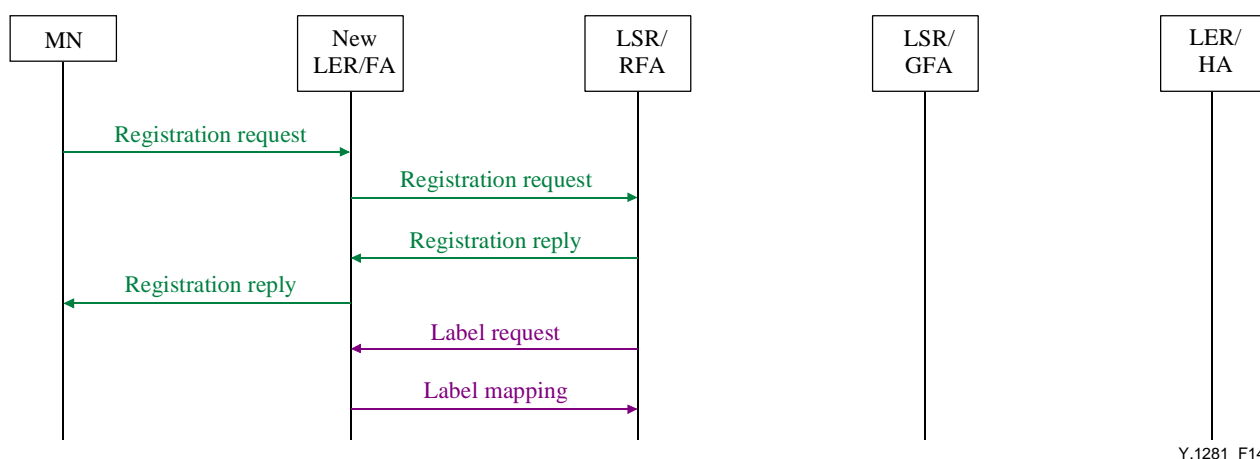 MN
New
LER/FA
LSR/
RFA
LSR/
GFA
LER/
HA
Registration request
Registration request
Registration reply
Registration reply
Label request
Label mapping
Y.1281_F14